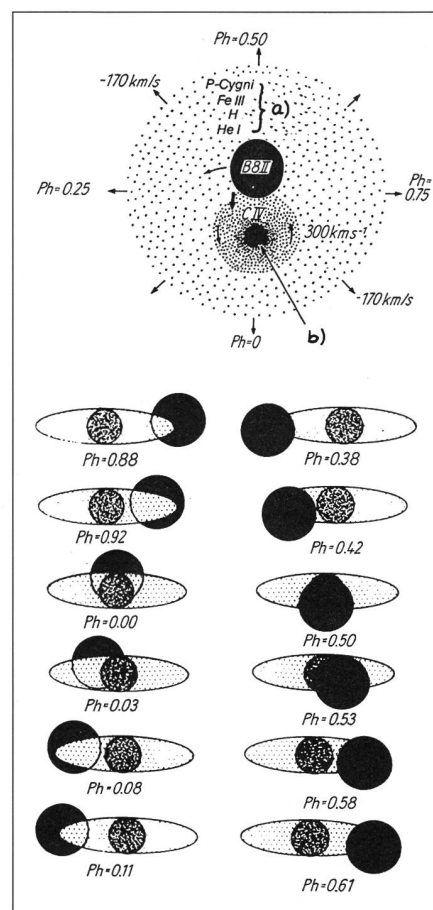 Ph=0.50
-170 km/s
P-Cygni
Fe III
H
He I
a)
B8II
Ph=0.25
Ph=
0.75
C IV
300 km s⁻¹
-170 km/s
b)
Ph=0
Ph=0.88
Ph=0.38
Ph=0.92
Ph=0.42
Ph=0.00
Ph=0.50
Ph=0.03
Ph=0.53
Ph=0.08
Ph=0.58
Ph=0.11
Ph=0.61